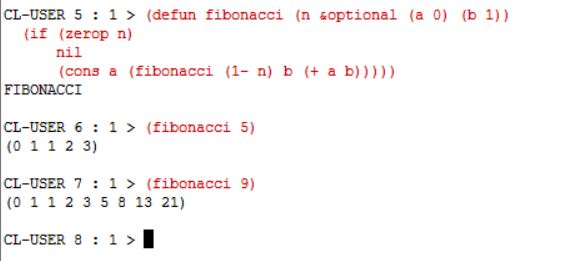 CL-USER 5 : 1 > (defun fibonacci (n &optional (a 0) (b 1))
(if (zerop n)
nil
(cons a (fibonacci (1- n) b (+ a b)))))
FIBONACCI
CL-USER 6 : 1 > (fibonacci 5)
(0 1 1 2 3)
CL-USER 7 : 1 > (fibonacci 9)
(0 1 1 2 3 5 8 13 21)
CL-USER 8 : 1 >